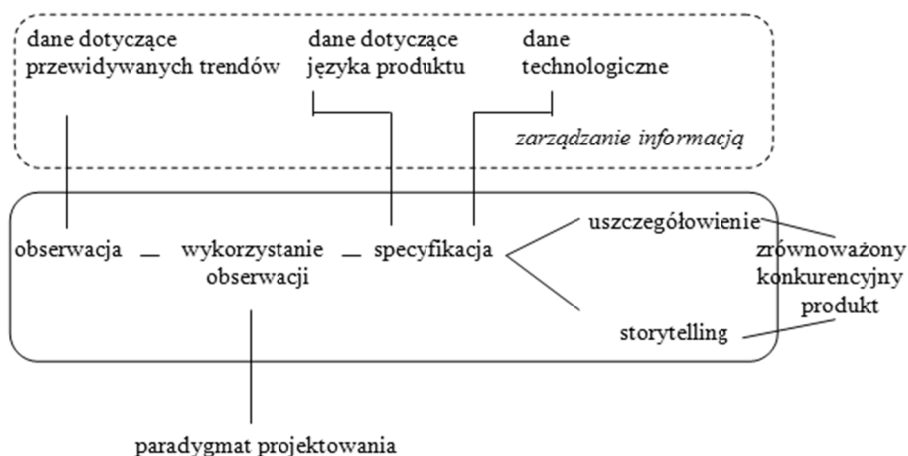 dane dotyczące
przewidywanych trendów
dane dotyczące
języka produktu
dane
technologiczne
zarządzanie informacją
obserwacja
wykorzystanie
obserwacji
specyfikacja
uszczegółowienie
storytelling
zrównoważony
konkurencyjny
produkt
paradygmat projektowania